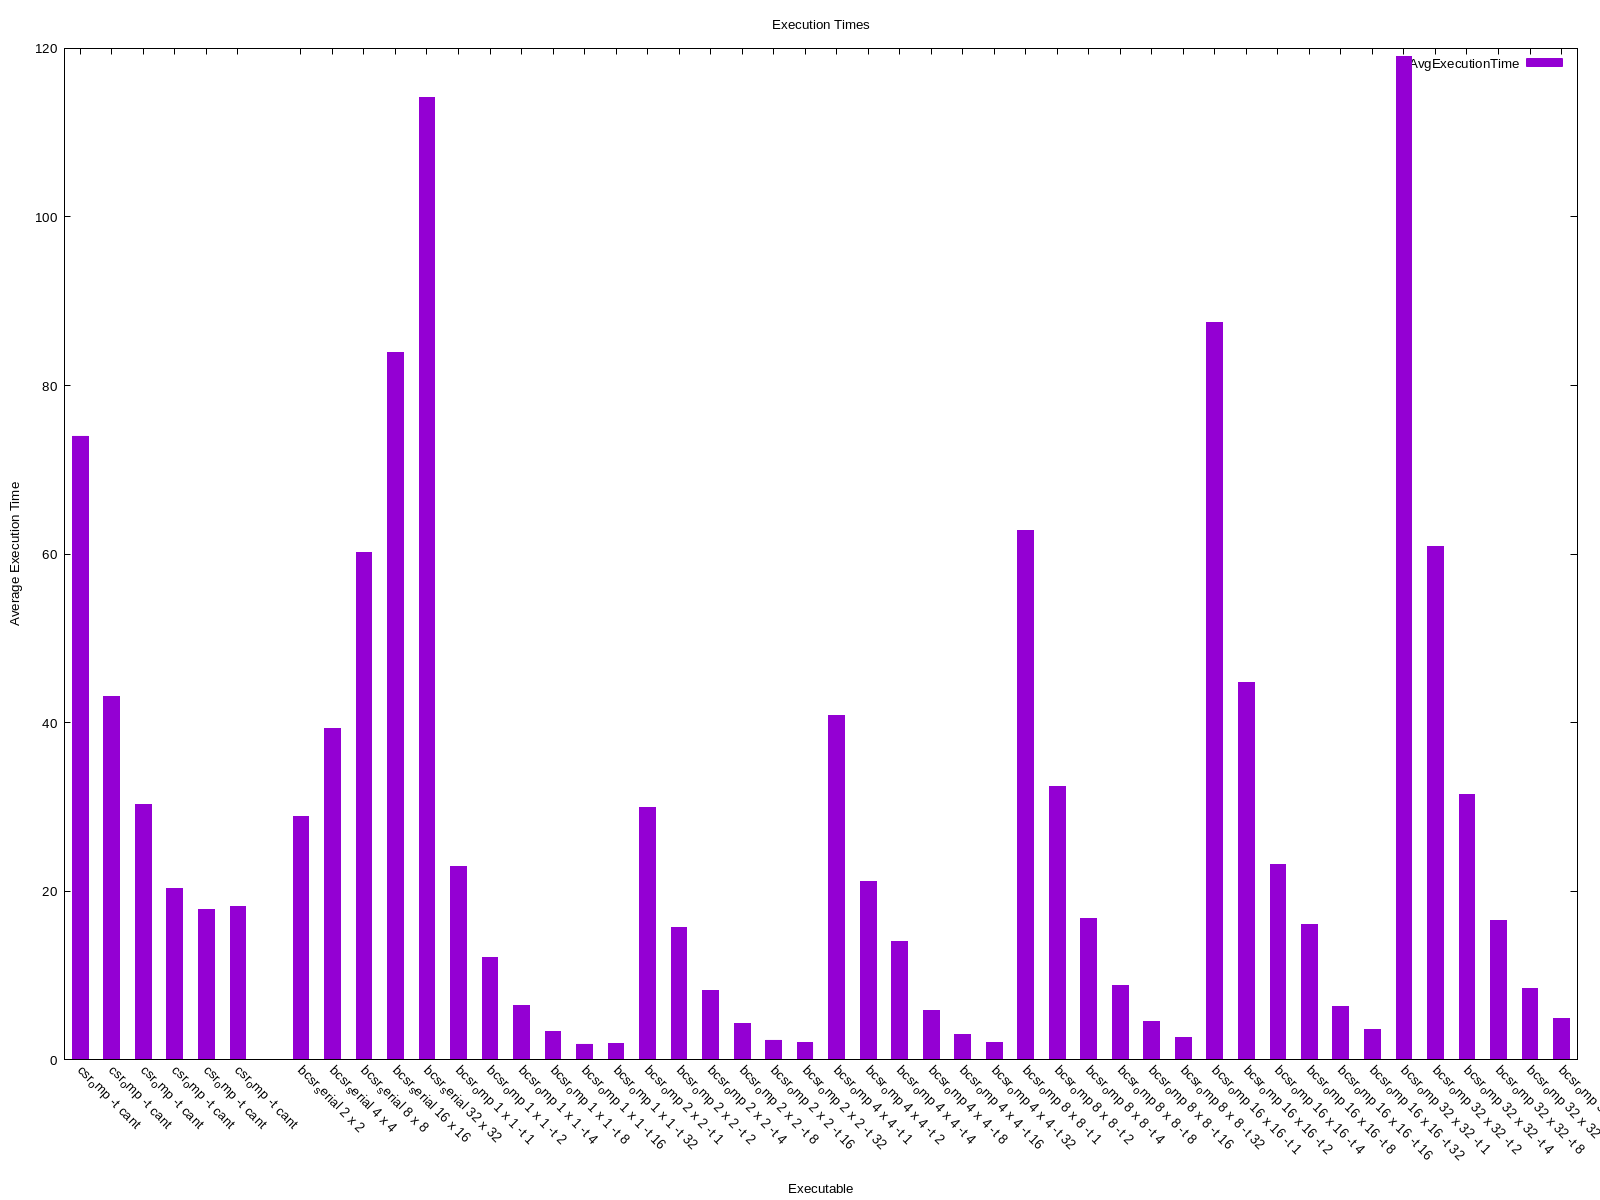 Execution Times
120
100
80
60
40
20
0
Average Execution Time
AvgExecutionTime
csromp -t cant
csromp -t cant
csromp -t cant
csromp -t cant
csromp -t cant
csromp -t cant
bcsrserial 2 x 2
bcsrserial 4 x 4
bcsrserial 8 x 8
bcsrserial 16 x 16
bcsrserial 32 x 32
bcsromp 1 x 1 -t 1
bcsromp 1 x 1 -t 2
bcsromp 1 x 1 -t 4
bcsromp 1 x 1 -t 8
bcsromp 1 x 1 -t 16
bcsromp 1 x 1 -t 32
bcsromp 2 x 2 -t 1
bcsromp 2 x 2 -t 2
bcsromp 2 x 2 -t 4
bcsromp 2 x 2 -t 8
bcsromp 2 x 2 -t 16
bcsromp 2 x 2 -t 32
bcsromp 4 x 4 -t 1
bcsromp 4 x 4 -t 2
bcsromp 4 x 4 -t 4
bcsromp 4 x 4 -t 8
bcsromp 4 x 4 -t 16
bcsromp 4 x 4 -t 32
bcsromp 8 x 8 -t 1
bcsromp 8 x 8 -t 2
bcsromp 8 x 8 -t 4
bcsromp 8 x 8 -t 8
bcsromp 8 x 8 -t 16
bcsromp 8 x 8 -t 32
bcsromp 16 x 16 -t 1
bcsromp 16 x 16 -t 2
bcsromp 16 x 16 -t 4
bcsromp 16 x 16 -t 8
bcsromp 16 x 16 -t 16
bcsromp 16 x 16 -t 32
bcsromp 32 x 32 -t 1
bcsromp 32 x 32 -t 2
bcsromp 32 x 32 -t 4
bcsromp 32 x 32 -t 8
bcsromp 32 x 32
bcsromp 3
Executable